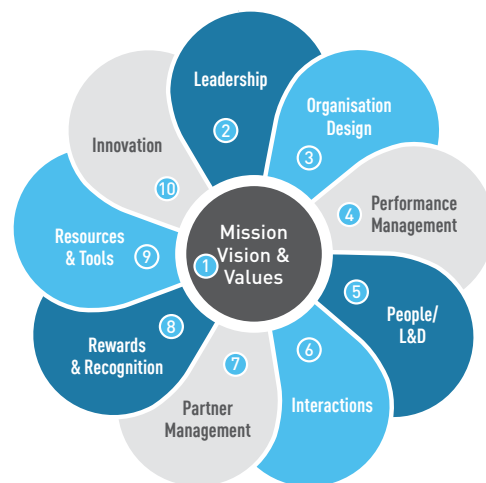 Leadership
2
Organisation
Design
3
Performance
Management
4
People/
L&D
5
Interactions
6
Partner
Management
7
Rewards
& Recognition
8
Resources
& Tools
9
Innovation
10
Mission
Vision &
Values
1